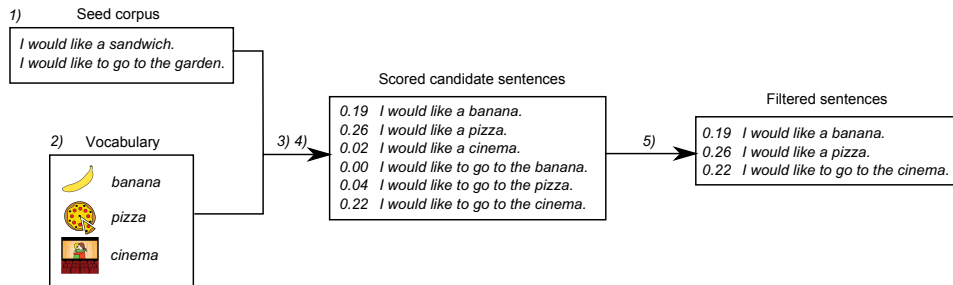 1)
Seed corpus
I would like a sandwich.
I would like to go to the garden.
2)
Vocabulary
banana
pizza
cinema
3) 4)
Scored candidate sentences
0.19 I would like a banana.
0.26 I would like a pizza.
0.02 I would like a cinema.
0.00 I would like to go to the banana.
0.04 I would like to go to the pizza.
0.22 I would like to go to the cinema.
5)
Filtered sentences
0.19 I would like a banana.
0.26 I would like a pizza.
0.22 I would like to go to the cinema.